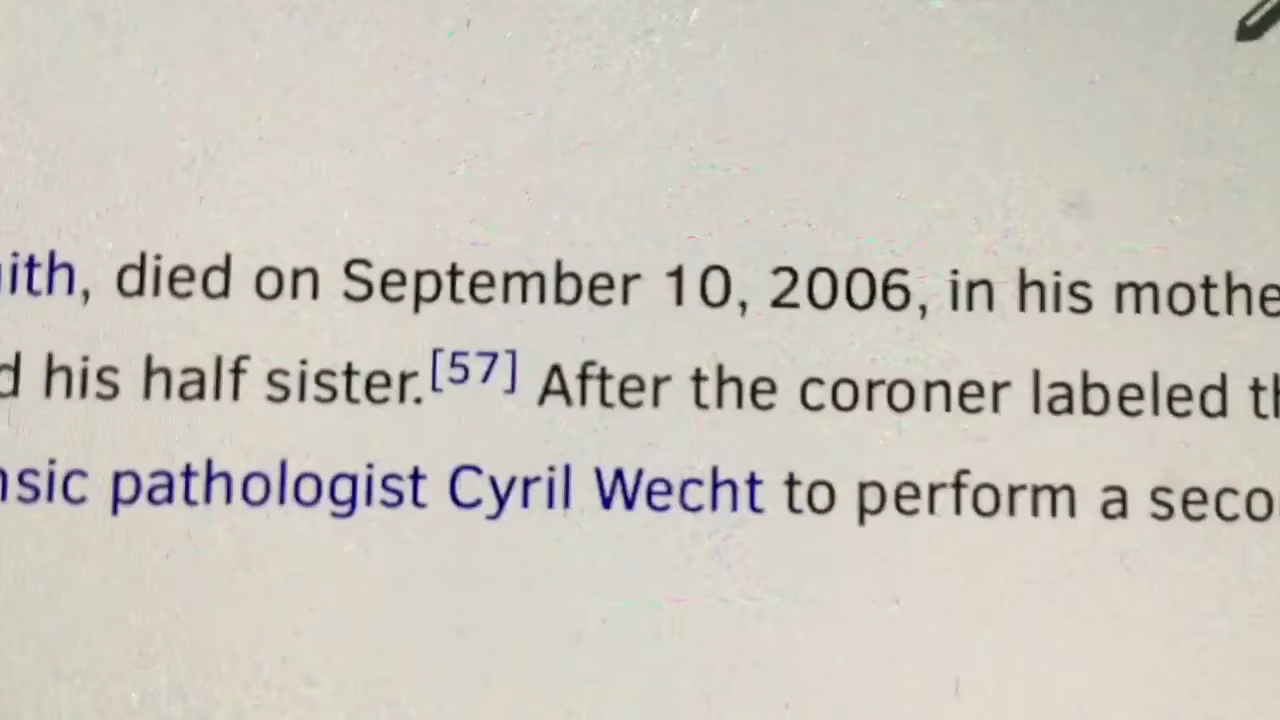 ith, died on September 10, 2006, in his mothe
d his half sister.[57] After the coroner labeled th
nsic pathologist Cyril Wecht to perform a seco